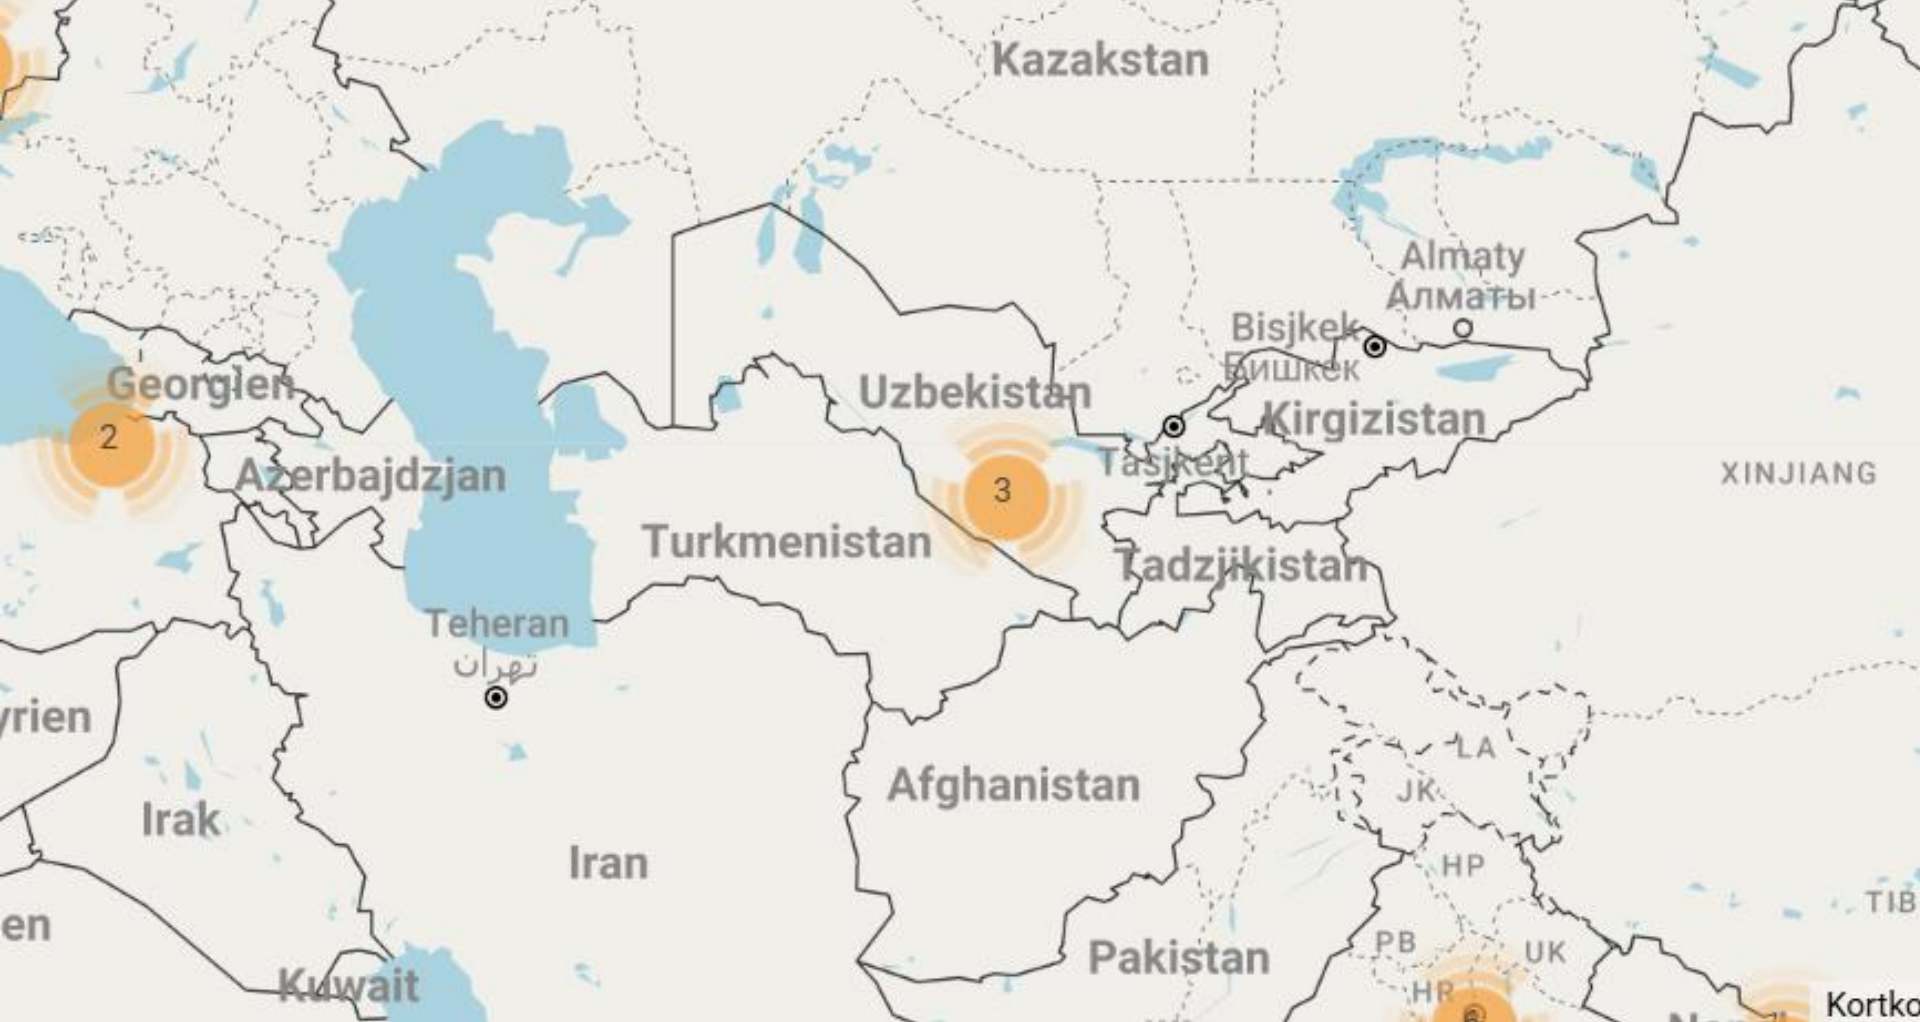 Kazakstan
Almaty
Алматы
Bisjkek
Бишкек
Georgien
Uzbekistan
Kirgizistan
2
Tasjkent
Azerbajdzjan
XINJIANG
3
Turkmenistan
Tadzjikistan
Teheran
تهران
yrien
LA
Afghanistan
JK
Irak
Iran
HP
TIB
en
PB
UK
Pakistan
Kuwait
HR
Kortko